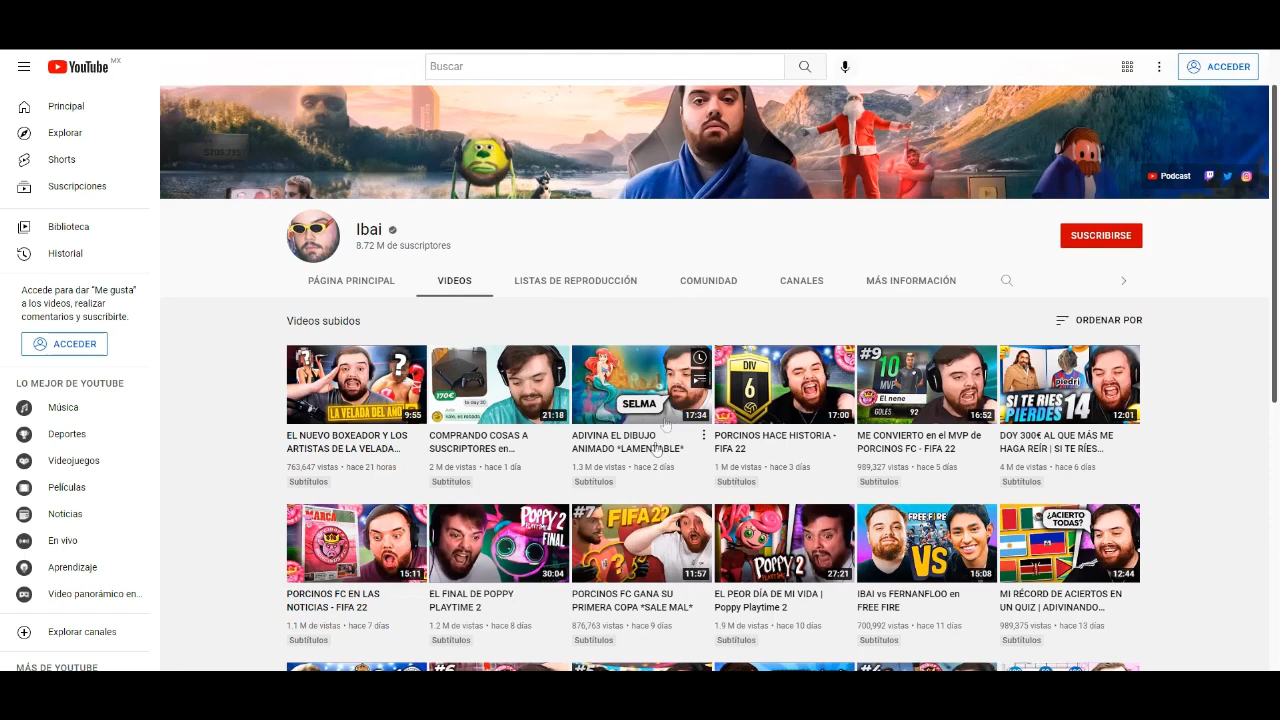 YouTube MX
Buscar
ACCEDER
Principal
Explorar
Shorts
Suscripciones
Biblioteca
Historial
Accede para dar "Me gusta"
a los videos, realizar
comentarios y suscribirte.
ACCEDER
LO MEJOR DE YOUTUBE
Música
Deportes
Videojuegos
Películas
Noticias
En vivo
Aprendizaje
Video panorámico en...
Explorar canales
MÁS DE YOUTUBE
Podcast
Ibai
8.72 M de suscriptores
SUSCRIBIRSE
PÁGINA PRINCIPAL
VIDEOS
LISTAS DE REPRODUCCIÓN
COMUNIDAD
CANALES
MÁS INFORMACIÓN
Videos subidos
ORDENAR POR
LA VELADA DEL AÑO
9:55
EL NUEVO BOXEADOR Y LOS
ARTISTAS DE LA VELADA...
763,647 vistas • hace 21 horas
Subtítulos
170€
21:18
COMPRANDO COSAS A
SUSCRIPTORES en...
2 M de vistas • hace 1 día
Subtítulos
SELMA
17:34
ADIVINA EL DIBUJO
ANIMADO *LAMENTABLE*
1.3 M de vistas • hace 2 días
Subtítulos
DIV
6
17:00
PORCINOS HACE HISTORIA -
FIFA 22
1 M de vistas • hace 3 días
Subtítulos
#9
10
MVP
El nene
GOLES 92
16:52
ME CONVIERTO en el MVP de
PORCINOS FC - FIFA 22
989,327 vistas • hace 5 días
Subtítulos
piedri
SI TE RIES
PIERDES 14
12:01
DOY 300€ AL QUE MÁS ME
HAGA REÍR | SI TE RÍES...
4 M de vistas • hace 6 días
Subtítulos
MARCA
15:11
PORCINOS FC EN LAS
NOTICIAS - FIFA 22
1.1 M de vistas • hace 7 días
Subtítulos
POPPY 2
PLAYTIME
FINAL
30:04
EL FINAL DE POPPY
PLAYTIME 2
1.2 M de vistas • hace 8 días
Subtítulos
#7
FIFA 22
11:57
PORCINOS FC GANA SU
PRIMERA COPA *SALE MAL*
876,763 vistas • hace 9 días
Subtítulos
POPPY 2
PLAYTIME
27:21
EL PEOR DÍA DE MI VIDA |
Poppy Playtime 2
1.9 M de vistas • hace 10 días
Subtítulos
FREE FIRE
VS
15:08
IBAI vs FERNANFLOO en
FREE FIRE
700,992 vistas • hace 11 días
Subtítulos
¿ACIERTO
TODAS?
12:44
MI RÉCORD DE ACIERTOS EN
UN QUIZ | ADIVINANDO...
989,375 vistas • hace 13 días
Subtítulos